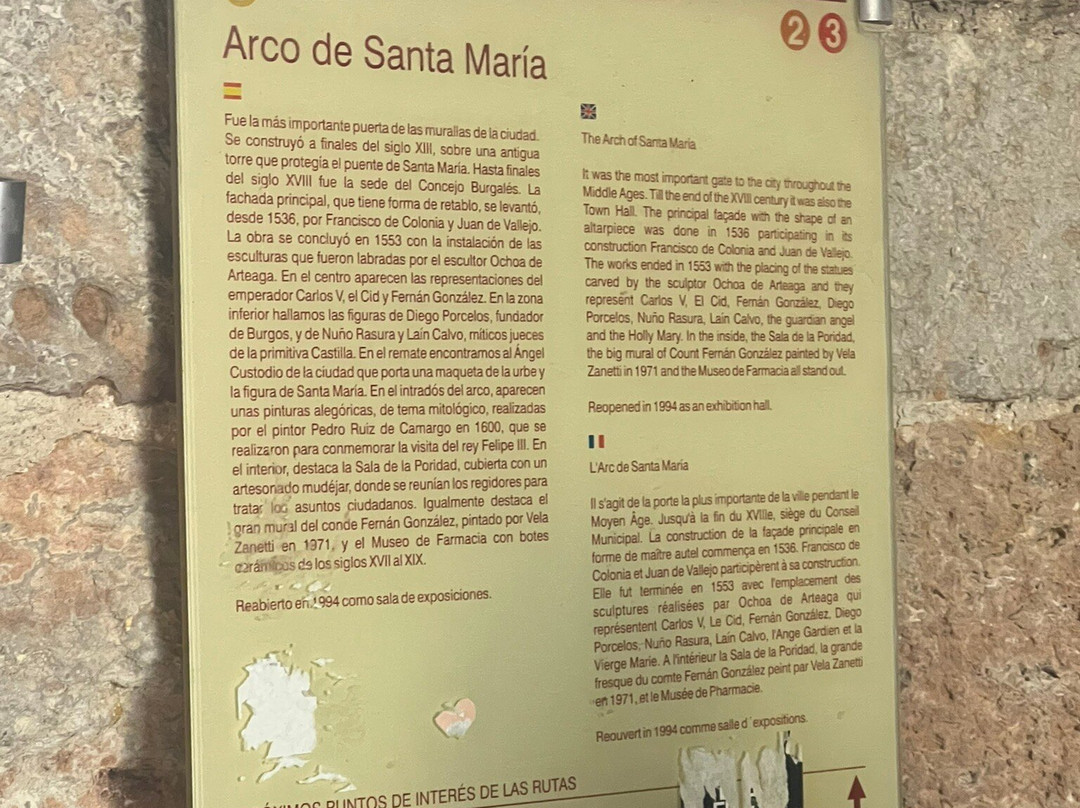 2 3
Arco de Santa María
Fue la más importante puerta de las murallas de la ciudad.
Se construyó a finales del siglo XIII, sobre una antigua
torre que protegía el puente de Santa María. Hasta finales
del siglo XVIII fue la sede del Concejo Burgalés. La
fachada principal, que tiene forma de retablo, se levantó,
desde 1536, por Francisco de Colonia y Juan de Vallejo.
La obra se concluyó en 1553 con la instalación de las
esculturas que fueron labradas por el escultor Ochoa de
Arteaga. En el centro aparecen las representaciones del
emperador Carlos V, el Cid y Fernán González. En la zona
inferior hallamos las figuras de Diego Porcelos, fundador
de Burgos, y de Nuño Rasura y Laín Calvo, míticos jueces
de la primitiva Castilla. En el remate encontramos al Ángel
Custodio de la ciudad que porta una maqueta de la urbe y
la figura de Santa María. En el intradós del arco, aparecen
unas pinturas alegóricas, de tema mitológico, realizadas
por el pintor Pedro Ruiz de Camargo en 1600, que se
realizaron para conmemorar la visita del rey Felipe III. En
el interior, destaca la Sala de la Poridad, cubierta con un
artesonado mudéjar, donde se reunían los regidores para
tratar los asuntos ciudadanos. Igualmente destaca el
gran mural del conde Fernán González, pintado por Vela
Zanetti en 1971, y el Museo de Farmacia con botes
cerámicos de los siglos XVII al XIX.
Reabierto en 1994 como sala de exposiciones.
The Arch of Santa María
It was the most important gate to the city throughout the
Middle Ages. Till the end of the XVIII century it was also the
Town Hall. The principal façade with the shape of an
altarpiece was done in 1536 participating in its
construction Francisco de Colonia and Juan de Vallejo.
The works ended in 1553 with the placing of the statues
carved by the sculptor Ochoa de Arteaga and they
represent Carlos V, El Cid, Fernán González, Diego
Porcelos, Nuño Rasura, Laín Calvo, the guardian angel
and the Holly Mary. In the inside, the Sala de la Poridad,
the big mural of Count Fernán González painted by Vela
Zanetti in 1971 and the Museo de Farmacia all stand out.
Reopened in 1994 as an exhibition hall.
L'Arc de Santa María
Il s'agit de la porte la plus importante de la ville pendant le
Moyen Âge. Jusqu'à la fin du XVIIIe, siège du Conseil
Municipal. La construction de la façade principale en
forme de maître autel commença en 1536. Francisco de
Colonia et Juan de Vallejo participèrent à sa construction.
Elle fut terminée en 1553 avec l'emplacement des
sculptures réalisées par Ochoa de Arteaga qui
représentent Carlos V, Le Cid, Fernán González, Diego
Porcelos, Nuño Rasura, Laín Calvo, l'Ange Gardien et la
Vierge Marie. A l'intérieur la Sala de la Poridad, la grande
fresque du comte Fernán González peint par Vela Zanetti
en 1971, et le Musée de Pharmacie.
Reouvert in 1994 comme salle d´expositions.
PUNTOS DE INTERÉS DE LAS RUTAS